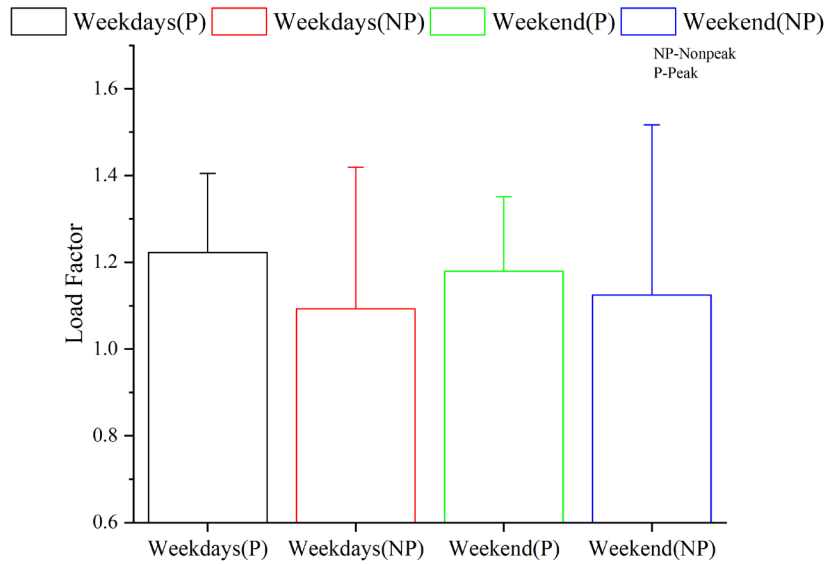 Weekdays(P) Weekdays(NP) Weekend(P) Weekend(NP)
NP-Nonpeak
P-Peak
1.6
1.4
1.2
1.0
0.8
0.6
Load Factor
Weekdays(P) Weekdays(NP) Weekend(P) Weekend(NP)